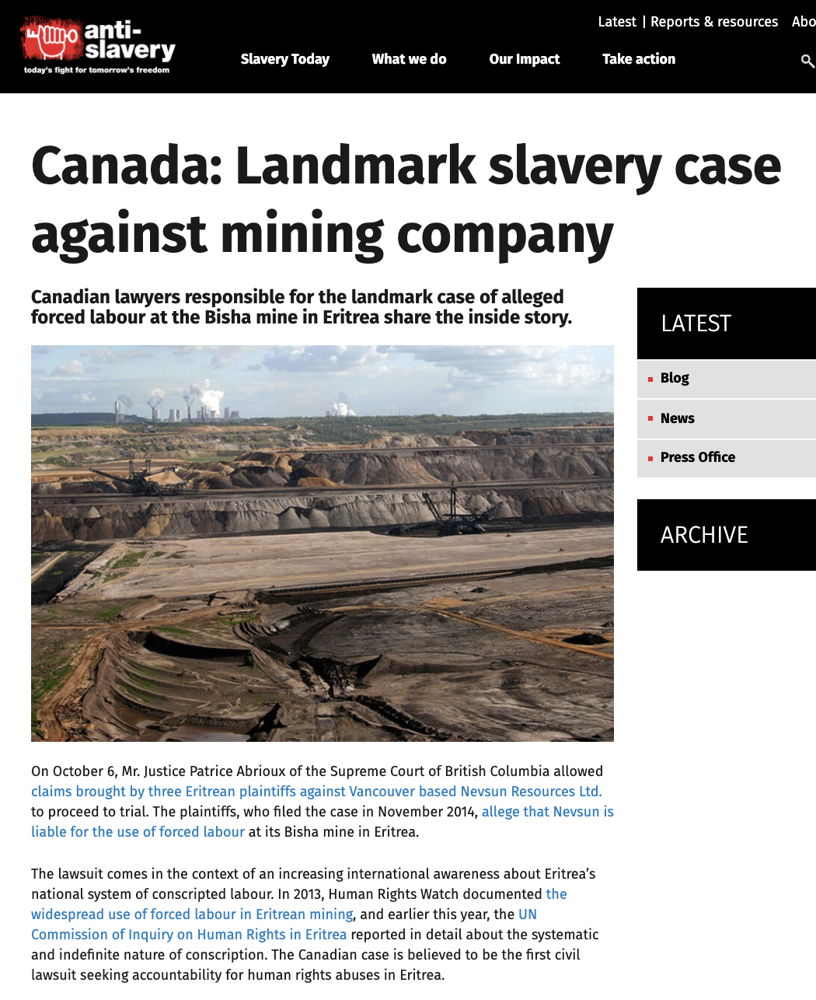 Latest | Reports & resources Abo
anti-
slavery
today's fight for tomorrow's freedom
Slavery Today What we do Our Impact Take action
Canada: Landmark slavery case
against mining company
Canadian lawyers responsible for the landmark case of alleged
forced labour at the Bisha mine in Eritrea share the inside story.
LATEST
Blog
News
Press Office
ARCHIVE
On October 6, Mr. Justice Patrice Abrioux of the Supreme Court of British Columbia allowed
claims brought by three Eritrean plaintiffs against Vancouver based Nevsun Resources Ltd.
to proceed to trial. The plaintiffs, who filed the case in November 2014, allege that Nevsun is
liable for the use of forced labour at its Bisha mine in Eritrea.
The lawsuit comes in the context of an increasing international awareness about Eritrea’s
national system of conscripted labour. In 2013, Human Rights Watch documented the
widespread use of forced labour in Eritrean mining, and earlier this year, the UN
Commission of Inquiry on Human Rights in Eritrea reported in detail about the systematic
and indefinite nature of conscription. The Canadian case is believed to be the first civil
lawsuit seeking accountability for human rights abuses in Eritrea.